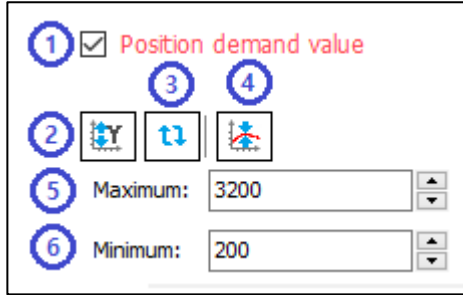 1 Position demand value
3 4
2 Y
5 Maximum: 3200
6 Minimum: 200